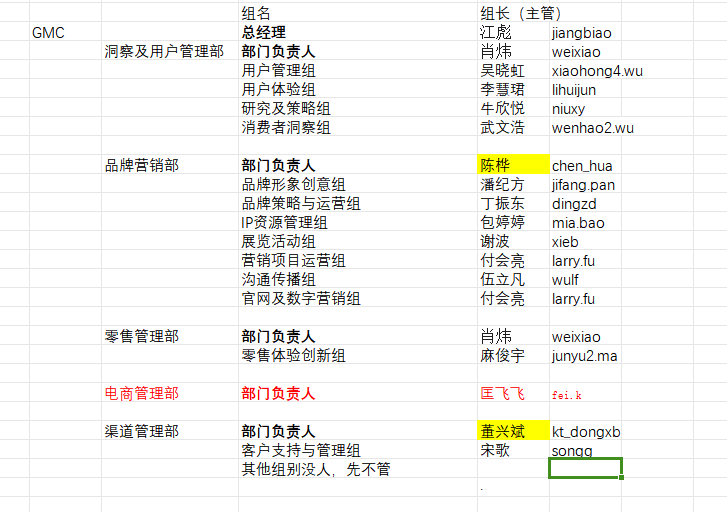 组名 组长（主管）
GMC 总经理 江彪 jiangbiao
洞察及用户管理部 部门负责人 肖炜 weixiao
用户管理组 吴晓虹 xiaohong4.wu
用户体验组 李慧珺 lihuijun
研究及策略组 牛欣悦 niuxy
消费者洞察组 武文浩 wenhao2.wu
品牌营销部 部门负责人 陈桦 chen_hua
品牌形象创意组 潘纪方 jifang.pan
品牌策略与运营组 丁振东 dingzd
IP资源管理组 包婷婷 mia.bao
展览活动组 谢波 xieb
营销项目运营组 付会亮 larry.fu
沟通传播组 伍立凡 wulf
官网及数字营销组 付会亮 larry.fu
零售管理部 部门负责人 肖炜 weixiao
零售体验创新组 麻俊宇 junyu2.ma
电商管理部 部门负责人 匡飞飞 fei.k
渠道管理部 部门负责人 董兴斌 kt_dongxb
客户支持与管理组 宋歌 songg
其他组别没人，先不管
.